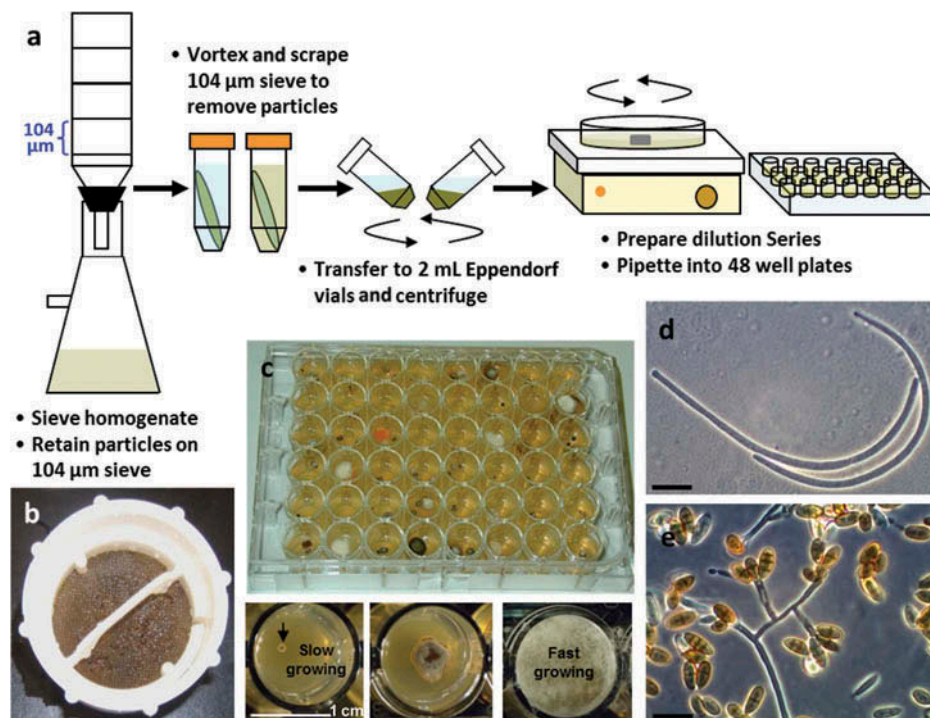 a
104
µm
• Vortex and scrape
104 µm sieve to
remove particles
• Transfer to 2 mL Eppendorf
vials and centrifuge
• Prepare dilution Series
• Pipette into 48 well plates
• Sieve homogenate
• Retain particles on
104 µm sieve
b
c
Slow
growing
1 cm
Fast
growing
d
e